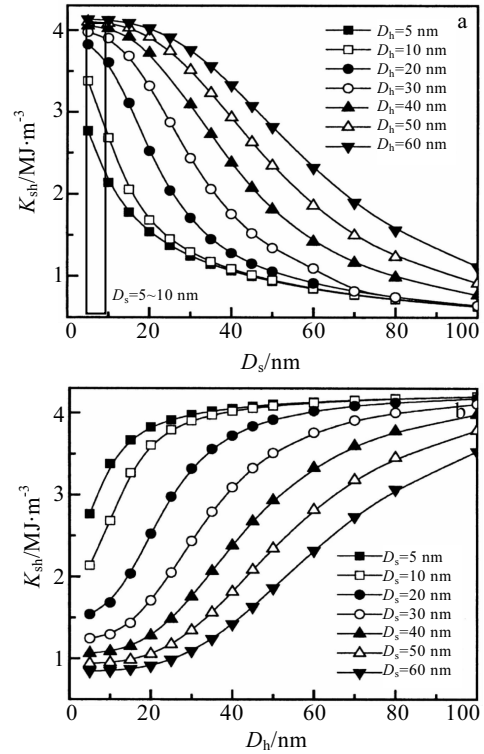 a
4
3
2
1
K_sh/MJ·m⁻³
D_h=5 nm
D_h=10 nm
D_h=20 nm
D_h=30 nm
D_h=40 nm
D_h=50 nm
D_h=60 nm
D_s=5~10 nm
0 20 40 60 80 100
D_s/nm
b
4
3
2
1
K_sh/MJ·m⁻³
D_s=5 nm
D_s=10 nm
D_s=20 nm
D_s=30 nm
D_s=40 nm
D_s=50 nm
D_s=60 nm
0 20 40 60 80 100
D_h/nm